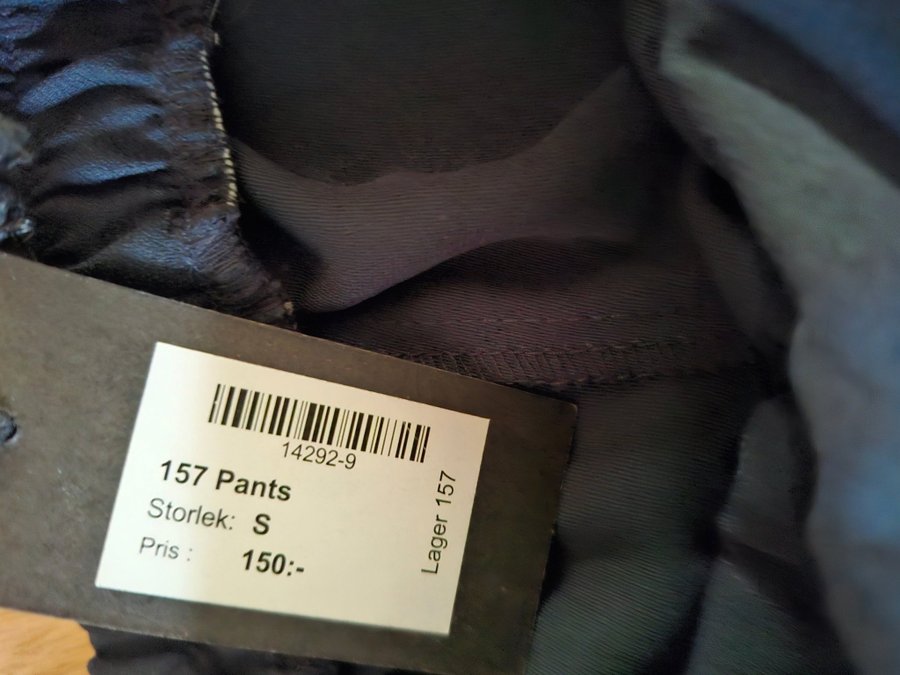 14292-9
157 Pants
Storlek: S
Pris : 150:-
Lager 157